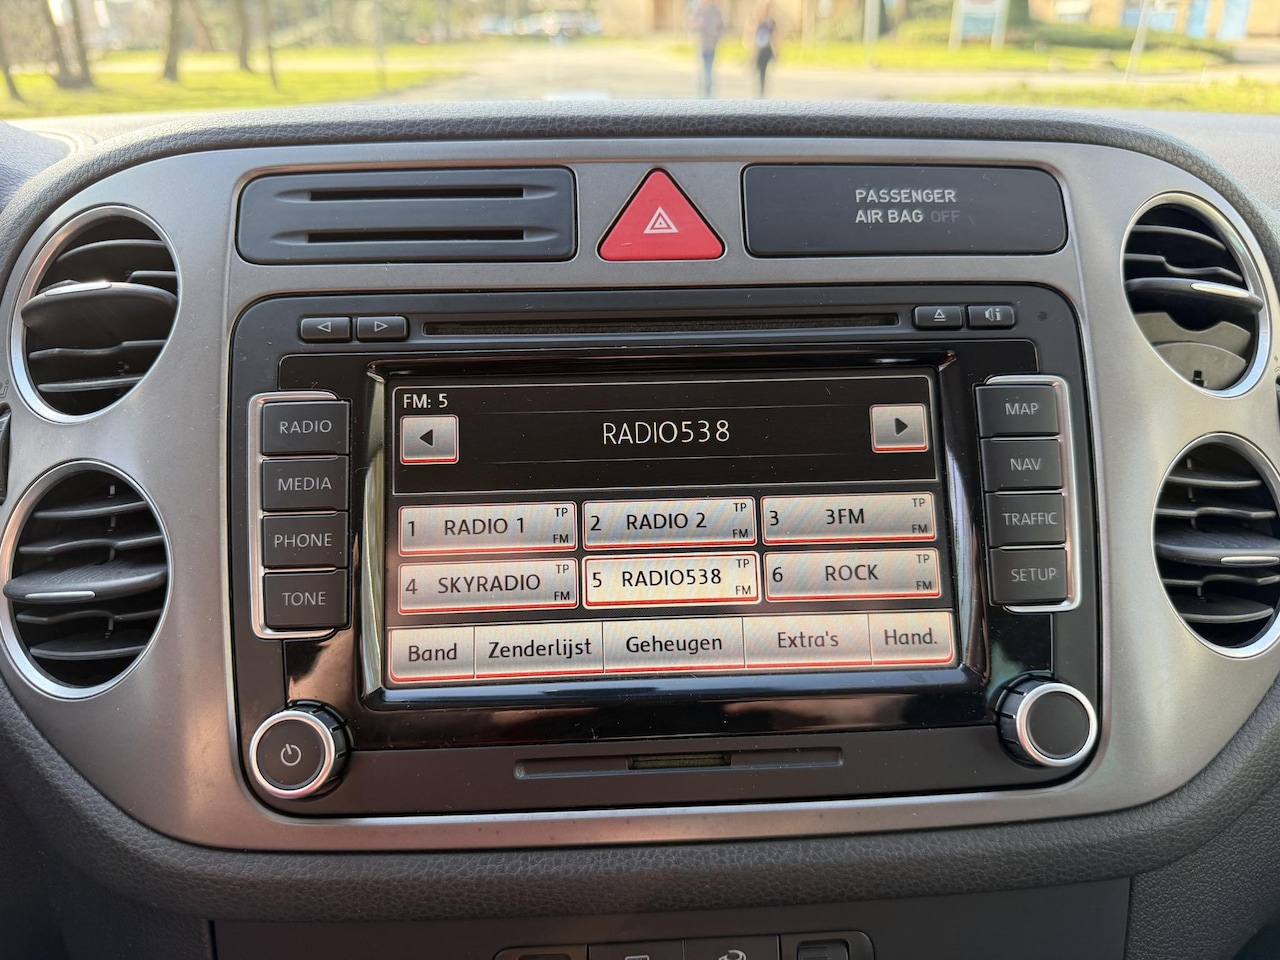 PASSENGER
AIR BAG OFF
RADIO
MEDIA
PHONE
TONE
FM: 5
RADIO538
1 RADIO 1 TP FM
2 RADIO 2 TP FM
3 3FM TP FM
4 SKYRADIO TP FM
5 RADIO538 TP FM
6 ROCK TP FM
Band Zenderlijst Geheugen Extra's Hand.
MAP
NAV
TRAFFIC
SETUP